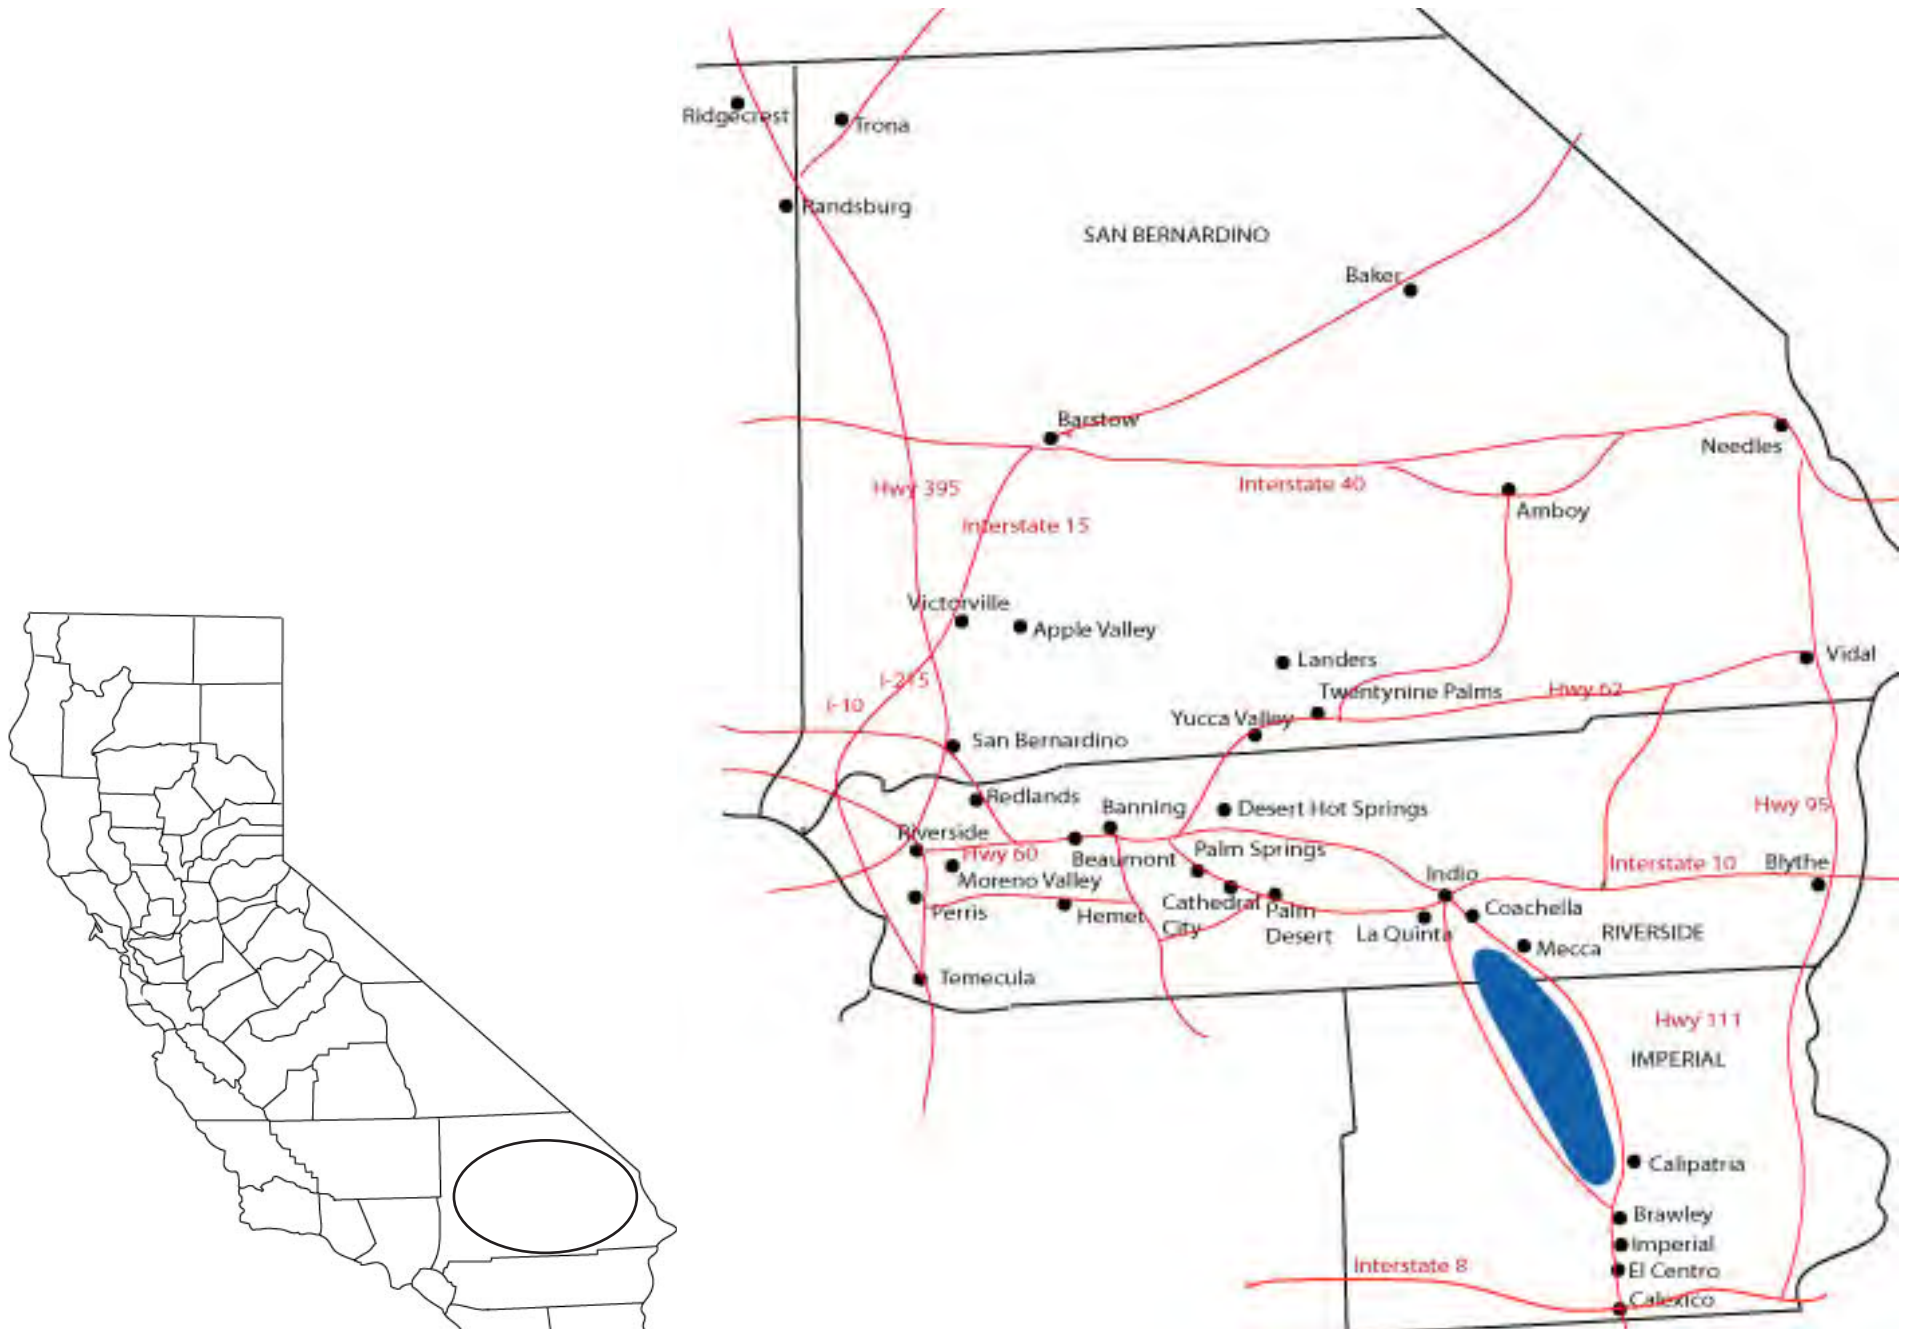 Ridgecrest
Trona
Randsburg
SAN BERNARDINO
Baker
Barstow
Needles
Hwy 395
Interstate 40
Amboy
Interstate 15
Victorville
Apple Valley
Landers
Vidal
I-215
Twentynine Palms
Hwy 62
I-10
Yucca Valley
San Bernardino
Redlands
Banning
Desert Hot Springs
Hwy 95
Riverside
Hwy 60
Beaumont
Palm Springs
Interstate 10
Blythe
Moreno Valley
Indio
Perris
Hemet
Cathedral
City
Palm
Desert
La Quinta
Coachella
RIVERSIDE
Mecca
Temecula
Hwy 111
IMPERIAL
Calipatria
Brawley
Imperial
Interstate 8
El Centro
Calexico